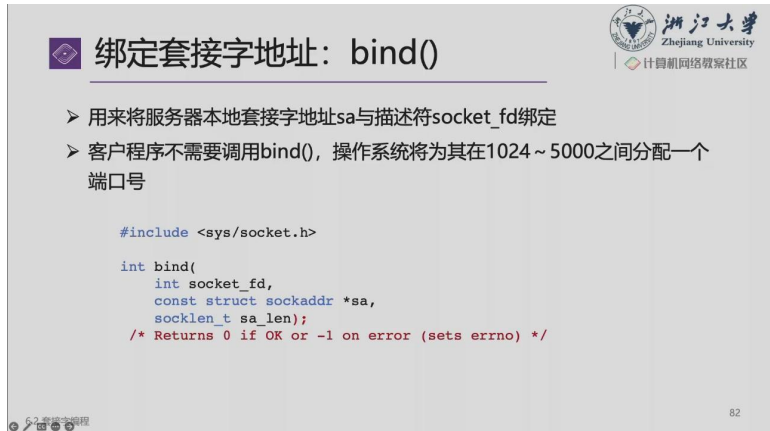 浙江大学
Zhejiang University
计算机网络教案社区
绑定套接字地址：bind()
➢ 用来将服务器本地套接字地址sa与描述符socket_fd绑定
➢ 客户程序不需要调用bind()，操作系统将为其在1024～5000之间分配一个
端口号
#include <sys/socket.h>
int bind(
int socket_fd,
const struct sockaddr *sa,
socklen_t sa_len);
/* Returns 0 if OK or -1 on error (sets errno) */
6.2 套接字编程
82